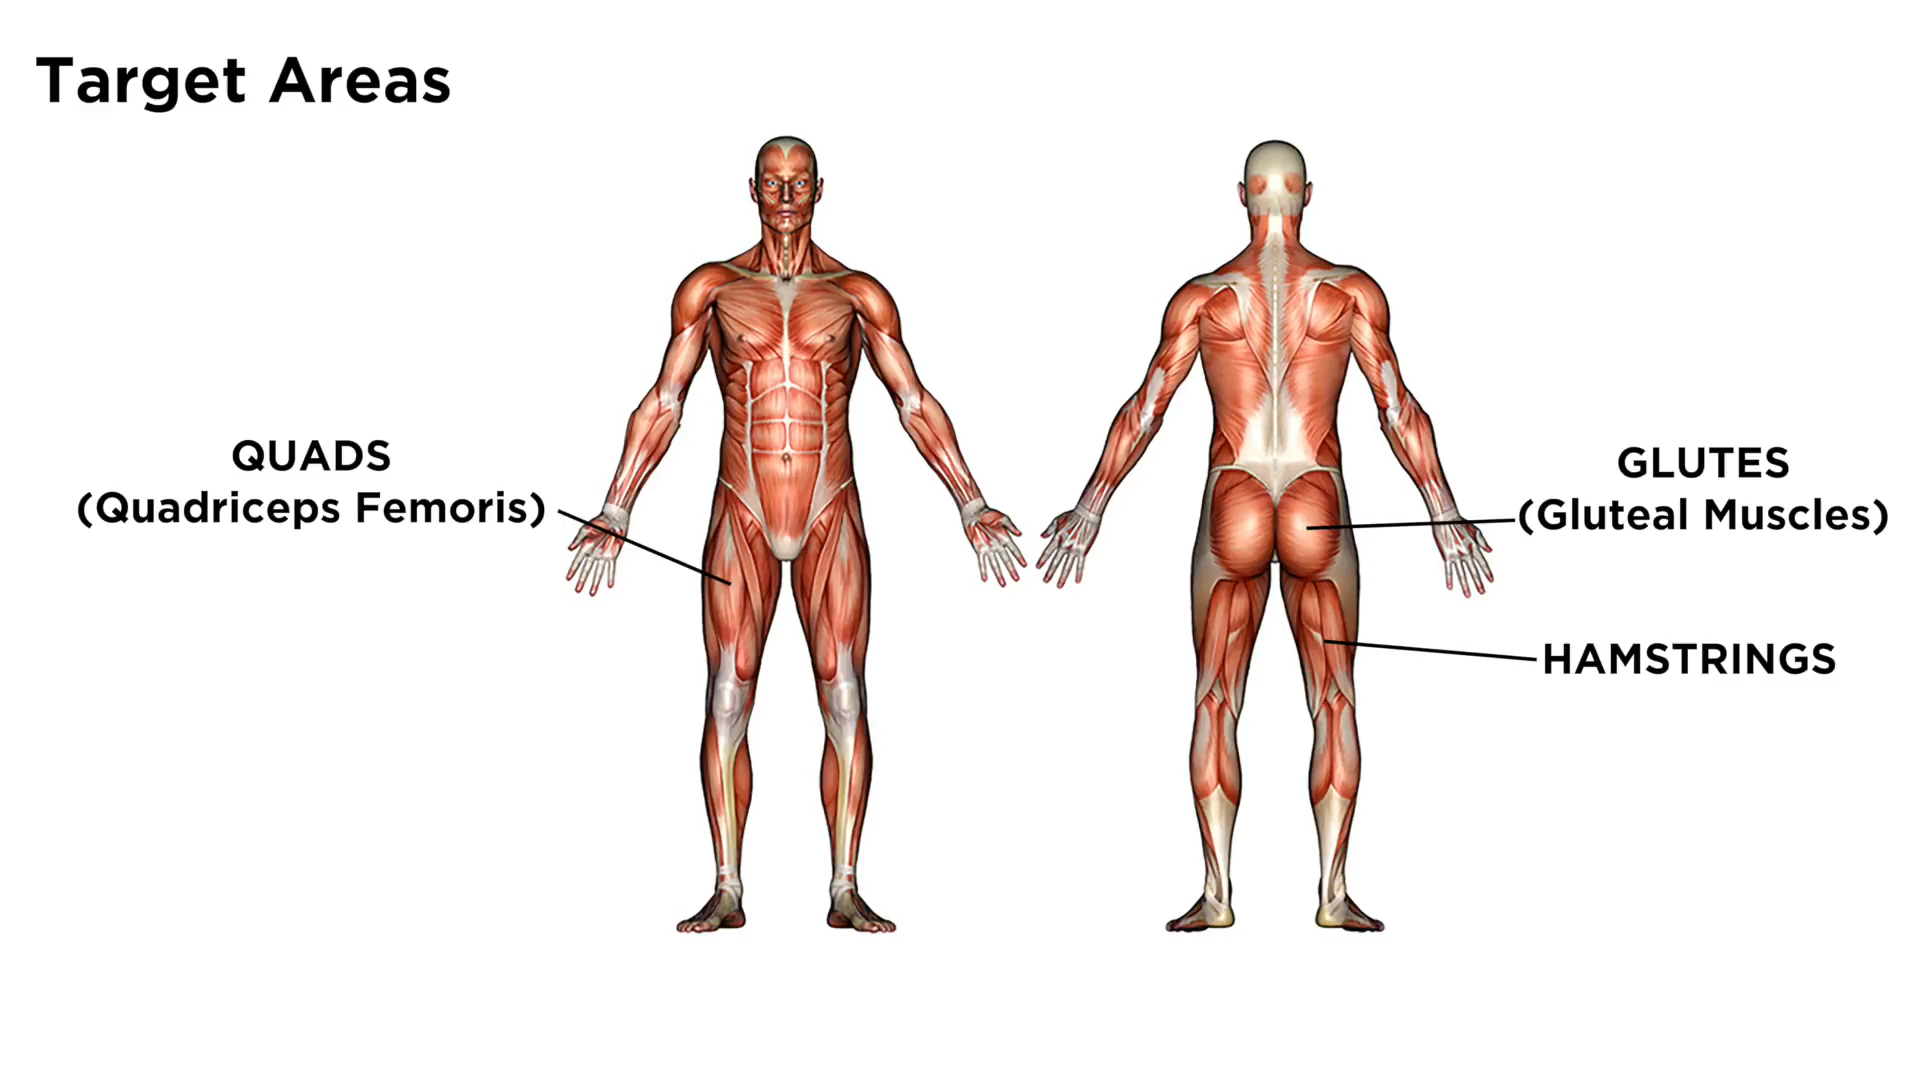 Target Areas
QUADS
(Quadriceps Femoris)
GLUTES
(Gluteal Muscles)
HAMSTRINGS